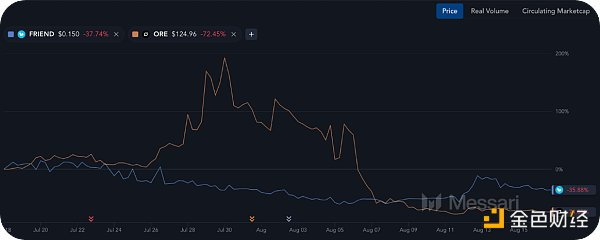 Price Real Volume Circulating Marketcap
FRIEND $0.150 -37.74% × ORE $124.96 -72.45% × +
200%
100%
0%
-35.88%
Messari
金色财经
18 Jul 20 Jul 22 Jul 24 Jul 26 Jul 28 Jul 30 Aug Aug 03 Aug 05 Aug 07 Aug 09 Aug 11 Aug 13 Aug 15